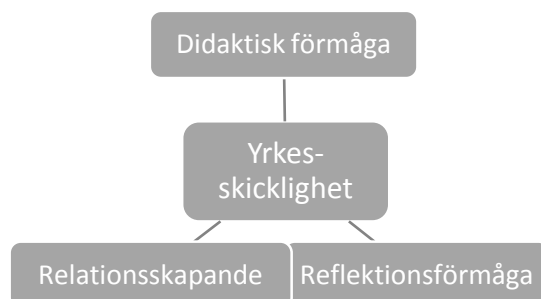 Didaktisk förmåga
Yrkes-
skicklighet
Relationsskapande
Reflektionsförmåga